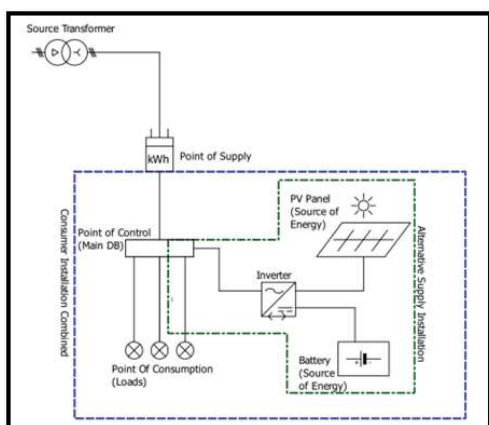 Source Transformer
kWh
Point of Supply
Consumer Installation Combined
Point of Control
(Main DB)
PV Panel
(Source of
Energy)
Alternative Supply Installation
Inverter
Point Of Consumption
(Loads)
Battery
(Source
of Energy)